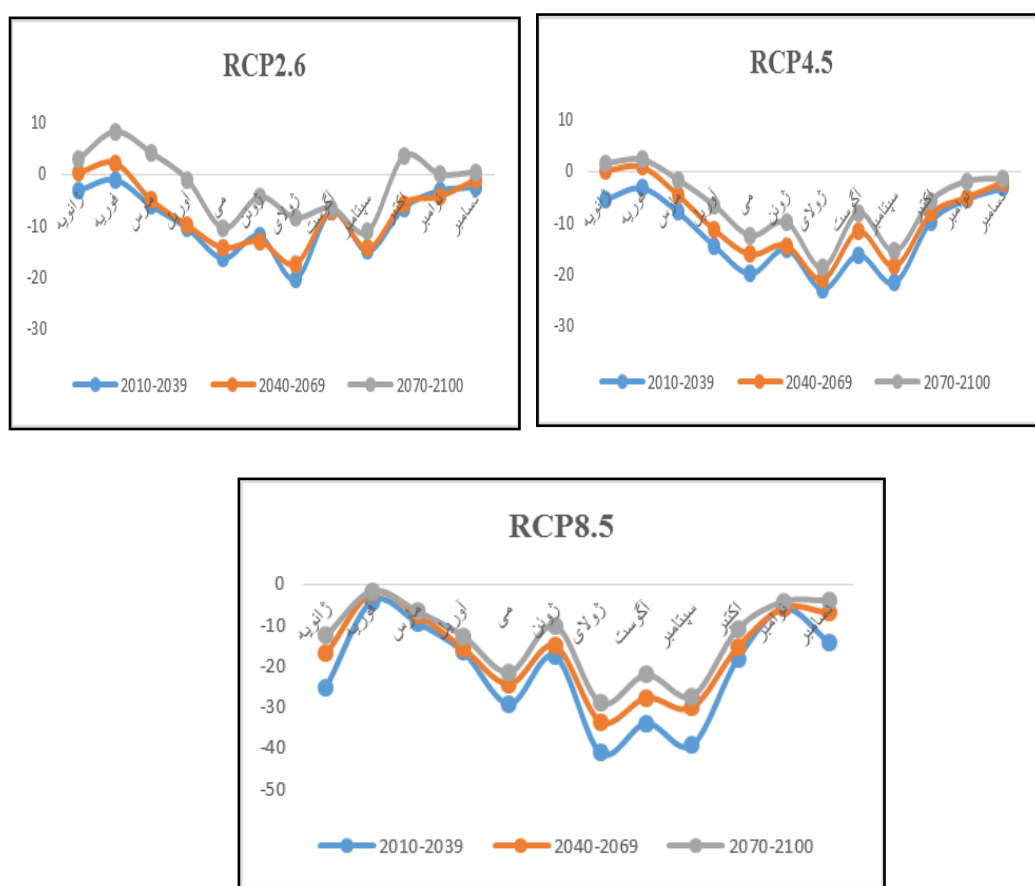 RCP2.6
10
0
-10
-20
-30
ژانویه
فوریه
مارس
آوریل
می
ژوئن
ژولای
آگوست
سپتامبر
اکتبر
نوامبر
دسامبر
2010-2039 2040-2069 2070-2100
RCP4.5
10
0
-10
-20
-30
ژانویه
فوریه
مارس
آوریل
می
ژوئن
ژولای
آگوست
سپتامبر
اکتبر
نوامبر
دسامبر
2010-2039 2040-2069 2070-2100
RCP8.5
0
-10
-20
-30
-40
-50
ژانویه
فوریه
مارس
آوریل
می
ژوئن
ژولای
آگوست
سپتامبر
اکتبر
نوامبر
دسامبر
2010-2039 2040-2069 2070-2100